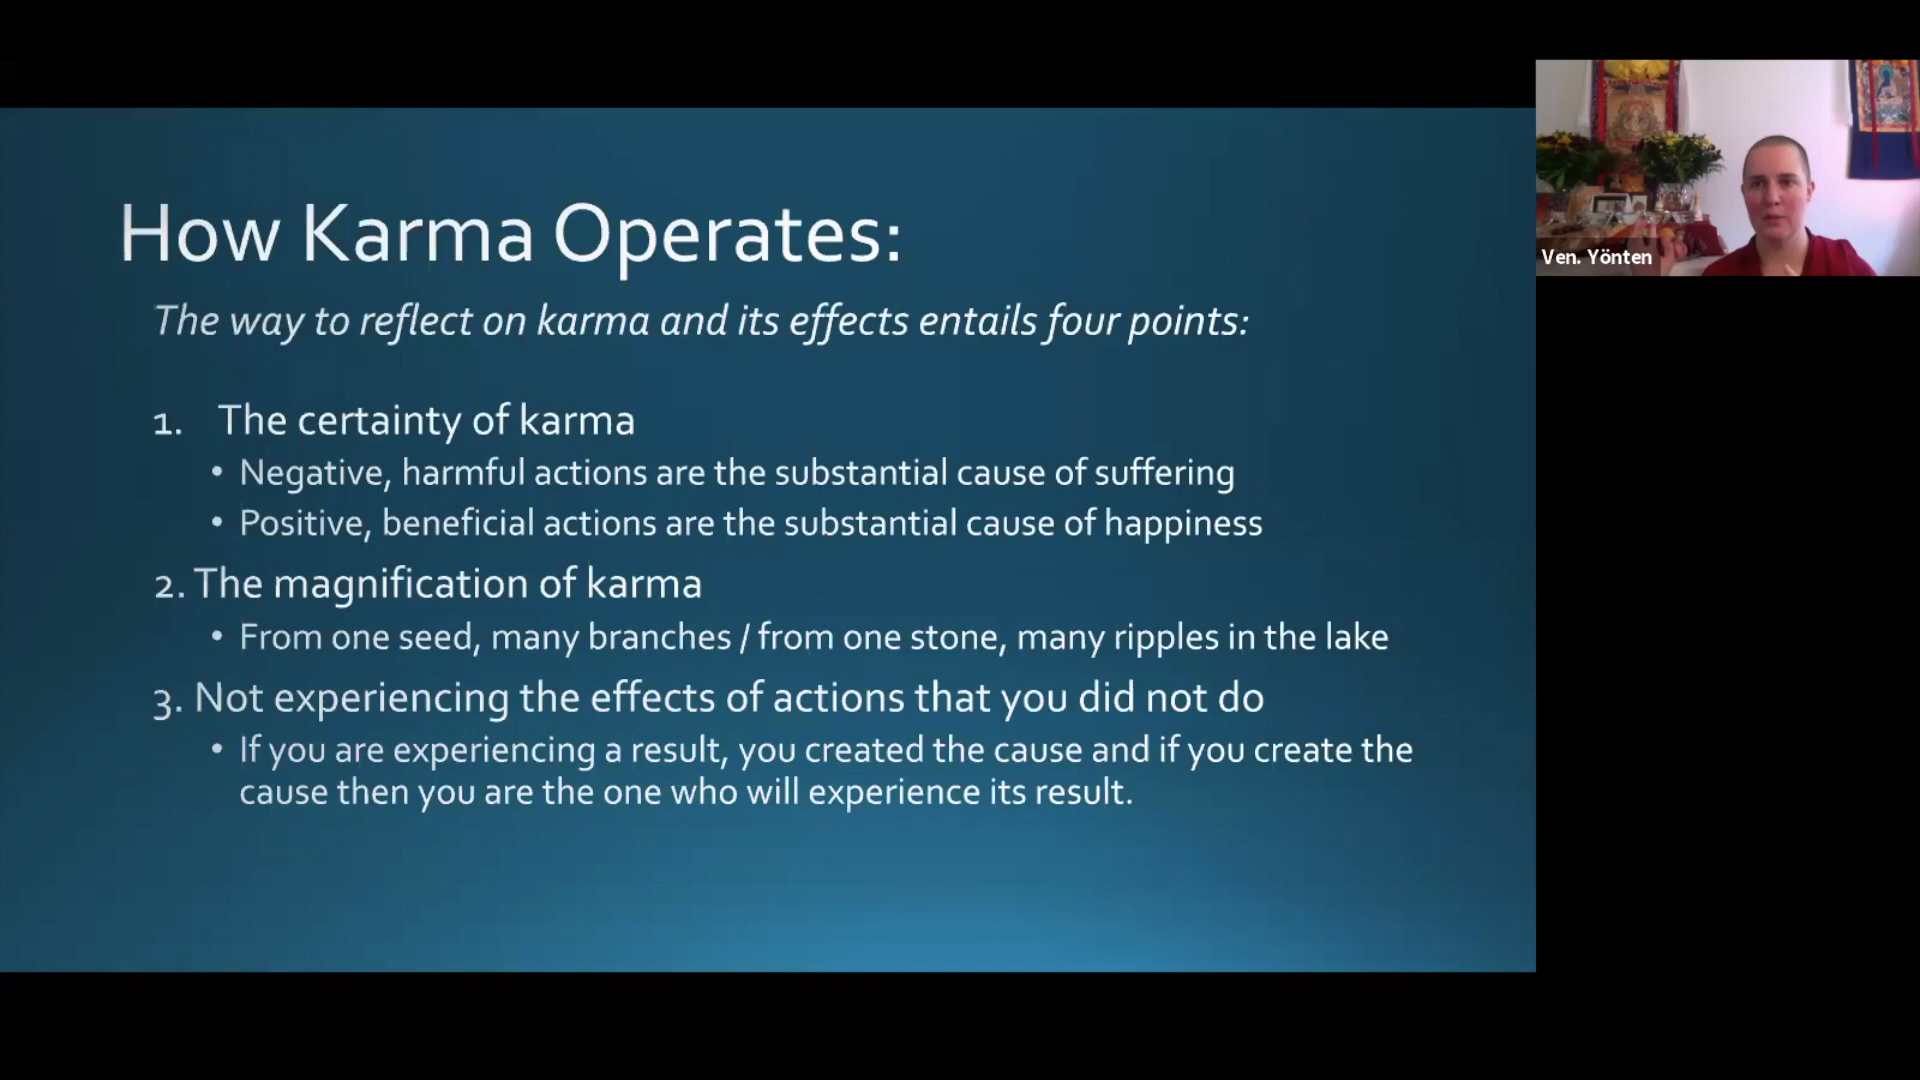 How Karma Operates:
The way to reflect on karma and its effects entails four points:
1. The certainty of karma
• Negative, harmful actions are the substantial cause of suffering
• Positive, beneficial actions are the substantial cause of happiness
2. The magnification of karma
• From one seed, many branches / from one stone, many ripples in the lake
3. Not experiencing the effects of actions that you did not do
• If you are experiencing a result, you created the cause and if you create the
cause then you are the one who will experience its result.
Ven. Yönten